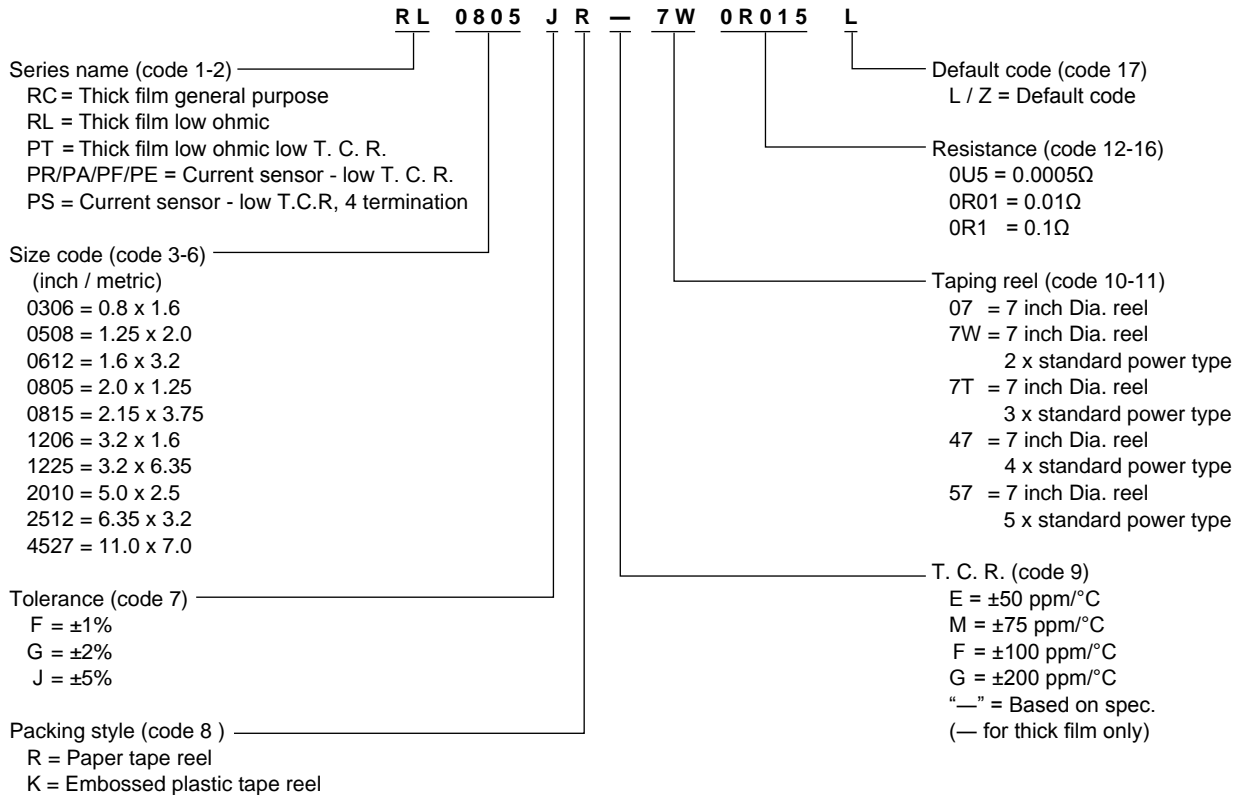 RL 0805 J R — 7W 0R015 L
Series name (code 1-2)
RC = Thick film general purpose
RL = Thick film low ohmic
PT = Thick film low ohmic low T. C. R.
PR/PA/PF/PE = Current sensor - low T. C. R.
PS = Current sensor - low T.C.R, 4 termination
Size code (code 3-6)
(inch / metric)
0306 = 0.8 x 1.6
0508 = 1.25 x 2.0
0612 = 1.6 x 3.2
0805 = 2.0 x 1.25
0815 = 2.15 x 3.75
1206 = 3.2 x 1.6
1225 = 3.2 x 6.35
2010 = 5.0 x 2.5
2512 = 6.35 x 3.2
4527 = 11.0 x 7.0
Tolerance (code 7)
F = ±1%
G = ±2%
J = ±5%
Packing style (code 8 )
R = Paper tape reel
K = Embossed plastic tape reel
Default code (code 17)
L / Z = Default code
Resistance (code 12-16)
0U5 = 0.0005Ω
0R01 = 0.01Ω
0R1 = 0.1Ω
Taping reel (code 10-11)
07 = 7 inch Dia. reel
7W = 7 inch Dia. reel
2 x standard power type
7T = 7 inch Dia. reel
3 x standard power type
47 = 7 inch Dia. reel
4 x standard power type
57 = 7 inch Dia. reel
5 x standard power type
T. C. R. (code 9)
E = ±50 ppm/°C
M = ±75 ppm/°C
F = ±100 ppm/°C
G = ±200 ppm/°C
“—” = Based on spec.
(— for thick film only)